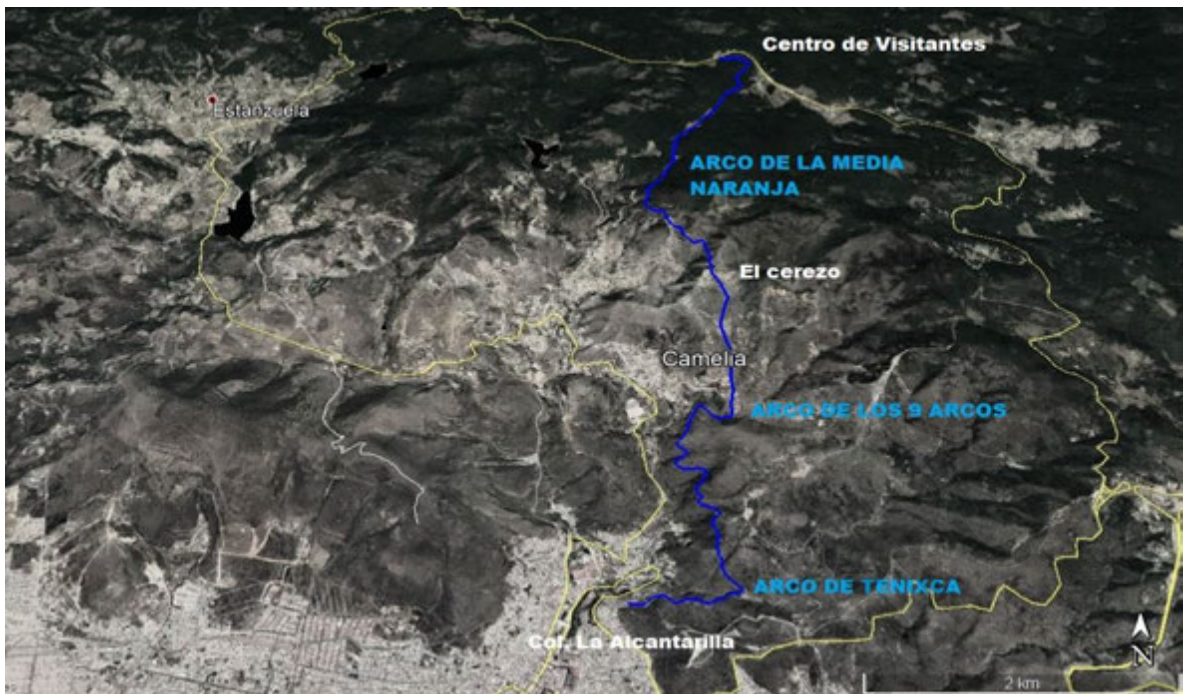 Centro de Visitantes
Estanzuela
ARCO DE LA MEDIA
NARANJA
El cerezo
Camelia
ARCO DE LOS 9 ARCOS
ARCO DE TENIXCA
Col. La Alcantarilla
N
2 km